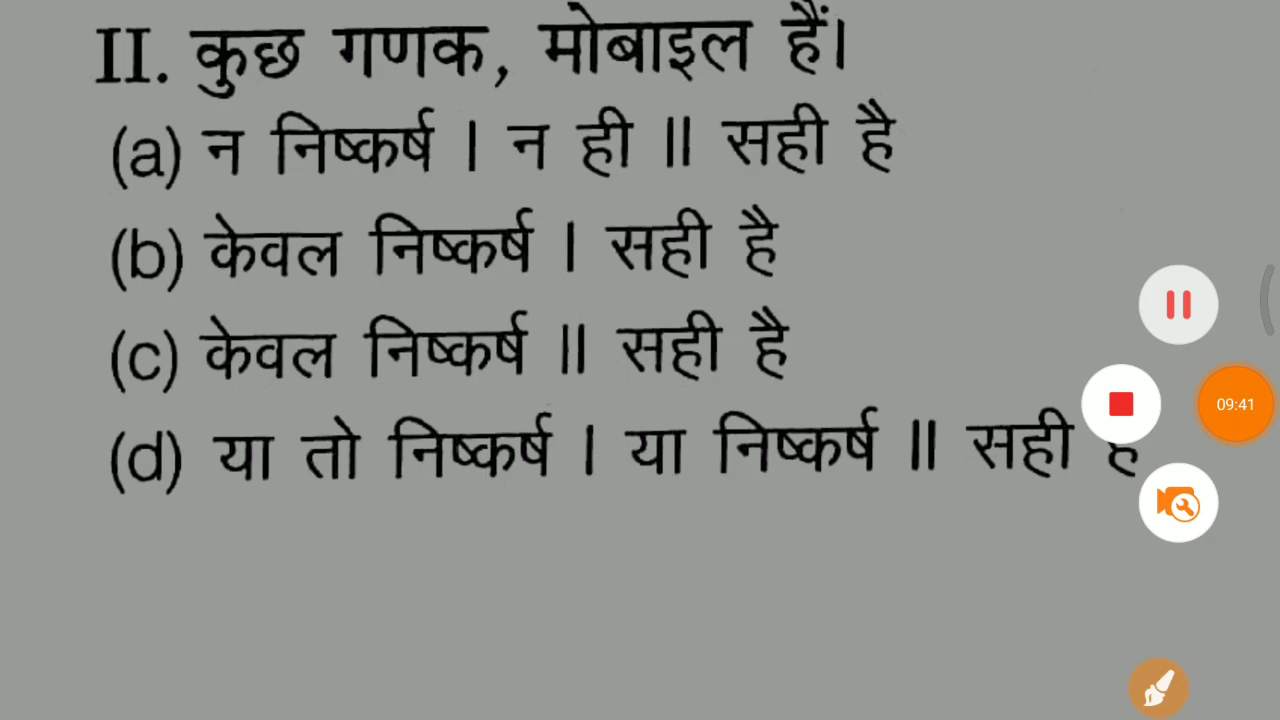 II. कुछ गणक, मोबाइल हैं।
(a) न निष्कर्ष I न ही II सही है
(b) केवल निष्कर्ष I सही है
(c) केवल निष्कर्ष II सही है
(d) या तो निष्कर्ष I या निष्कर्ष II सही है
09:41